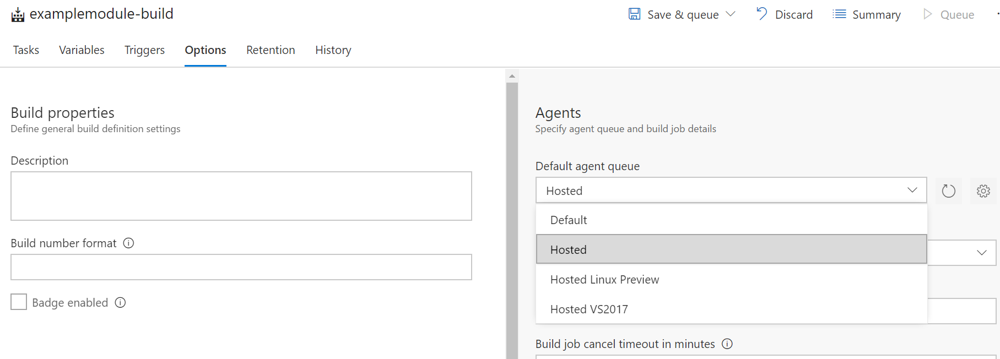 examplemodule-build
Save & queue
Discard
Summary
Queue
Tasks
Variables
Triggers
Options
Retention
History
Build properties
Define general build definition settings
Description
Build number format
Badge enabled
Agents
Specify agent queue and build job details
Default agent queue
Hosted
Default
Hosted
Hosted Linux Preview
Hosted VS2017
Build job cancel timeout in minutes